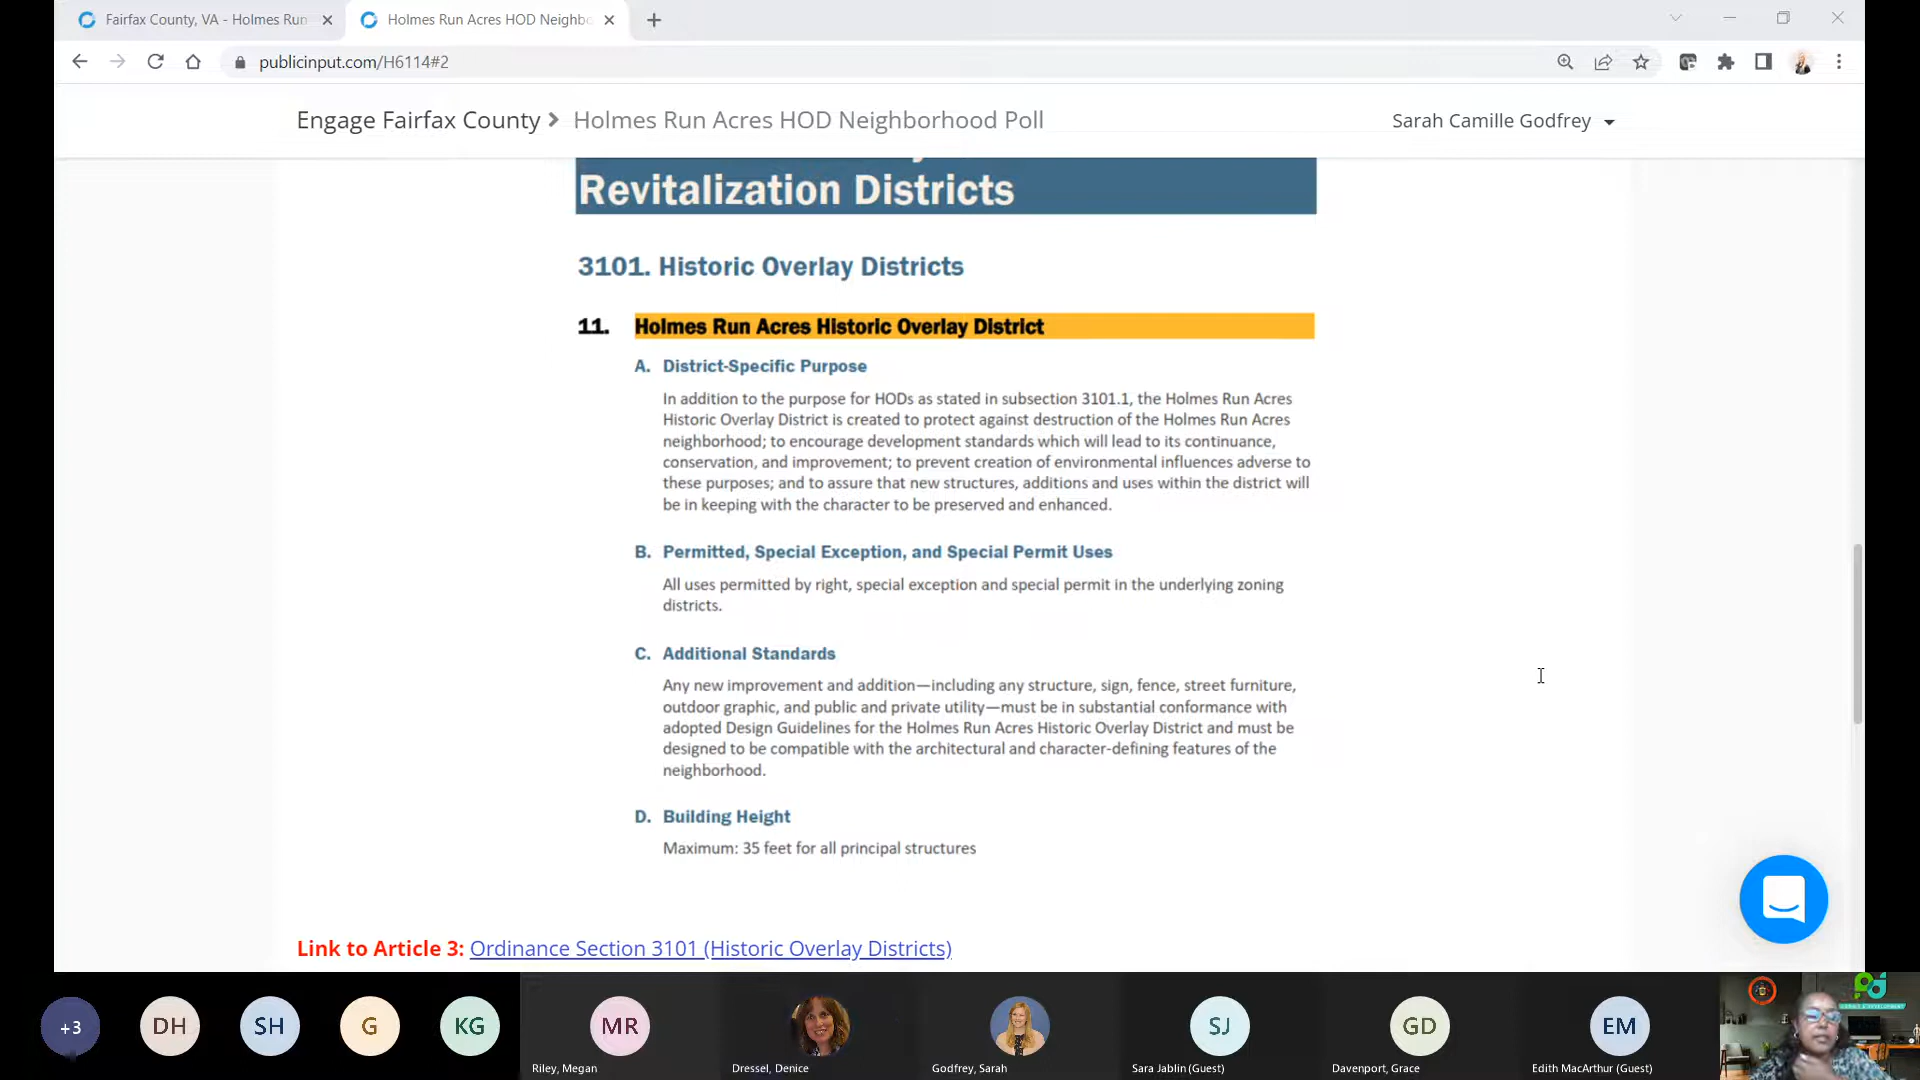 Fairfax County, VA - Holmes Run
Holmes Run Acres HOD Neighb
publicinput.com/H6114#2
Engage Fairfax County
Holmes Run Acres HOD Neighborhood Poll
Sarah Camille Godfrey
Revitalization Districts
3101. Historic Overlay Districts
11. Holmes Run Acres Historic Overlay District
A. District-Specific Purpose
In addition to the purpose for HODs as stated in subsection 3101.1, the Holmes Run Acres
Historic Overlay District is created to protect against destruction of the Holmes Run Acres
neighborhood; to encourage development standards which will lead to its continuance,
conservation, and improvement; to prevent creation of environmental influences adverse to
these purposes; and to assure that new structures, additions and uses within the district will
be in keeping with the character to be preserved and enhanced.
B. Permitted, Special Exception, and Special Permit Uses
All uses permitted by right, special exception and special permit in the underlying zoning
districts.
C. Additional Standards
Any new improvement and addition—including any structure, sign, fence, street furniture,
outdoor graphic, and public and private utility—must be in substantial conformance with
adopted Design Guidelines for the Holmes Run Acres Historic Overlay District and must be
designed to be compatible with the architectural and character-defining features of the
neighborhood.
D. Building Height
Maximum: 35 feet for all principal structures
Link to Article 3: Ordinance Section 3101 (Historic Overlay Districts)
+3
DH
SH
G
KG
MR
SJ
GD
EM
Riley, Megan
Dressel, Denice
Godfrey, Sarah
Sara Jablin (Guest)
Davenport, Grace
Edith MacArthur (Guest)